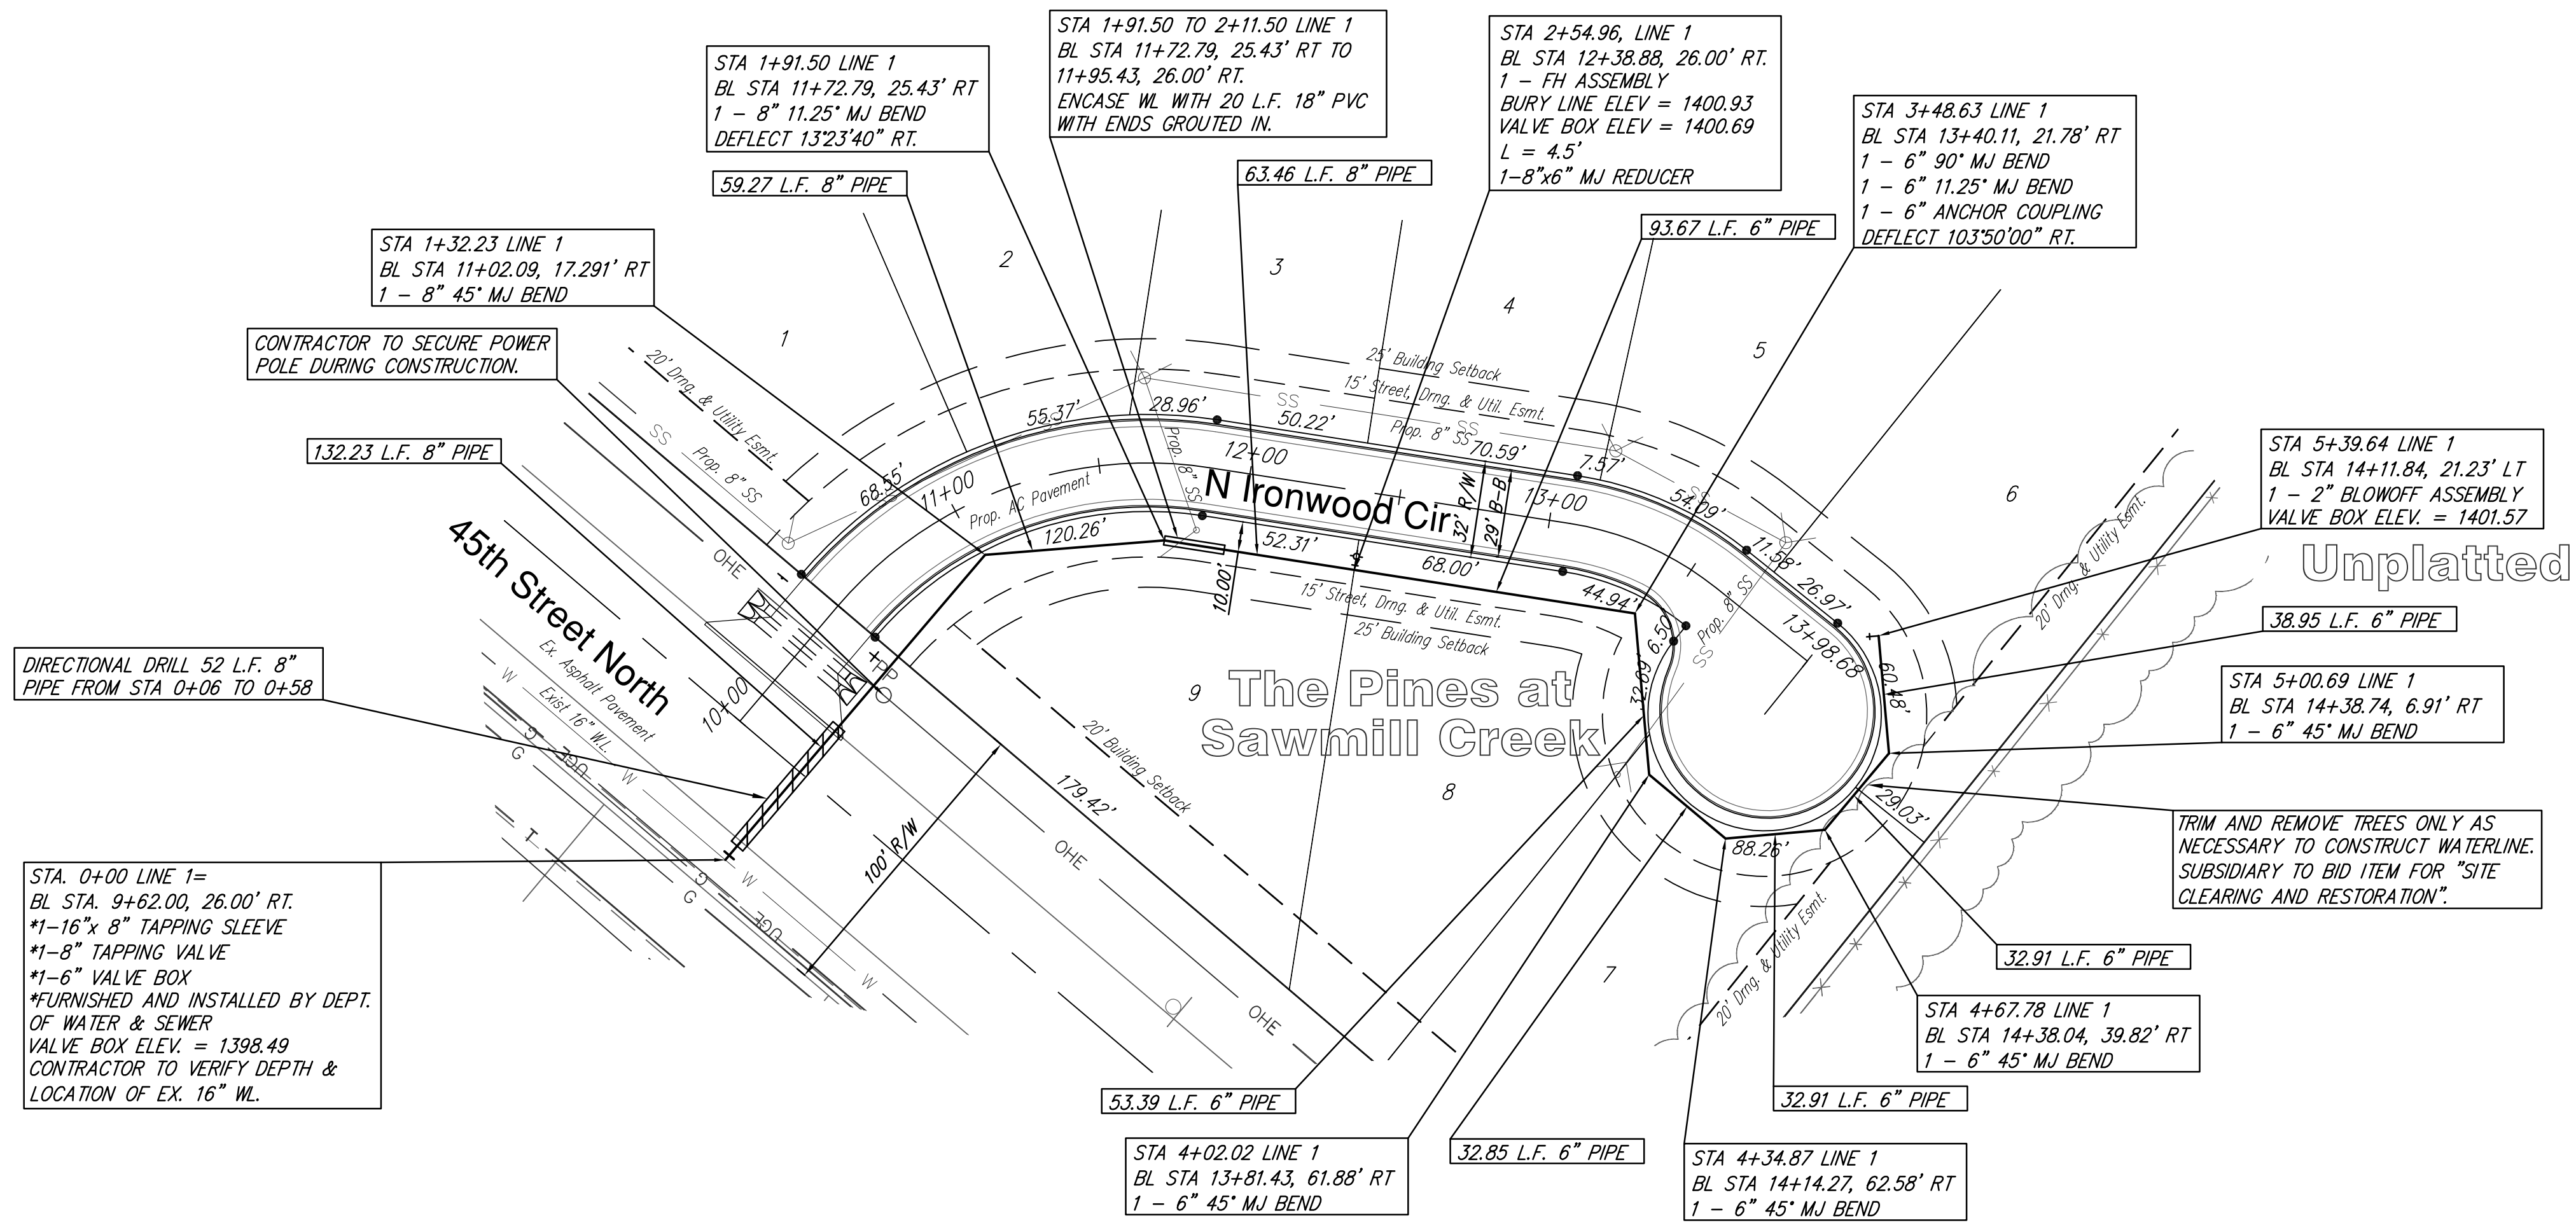 STA 1+91.50 TO 2+11.50 LINE 1
BL STA 11+72.79, 25.43' RT TO
11+95.43, 26.00' RT.
ENCASE WL WITH 20 L.F. 18" PVC
WITH ENDS GROUTED IN.
STA 2+54.96, LINE 1
BL STA 12+38.88, 26.00' RT.
1 - FH ASSEMBLY
BURY LINE ELEV = 1400.93
VALVE BOX ELEV = 1400.69
L = 4.5'
1-8"x6" MJ REDUCER
STA 1+91.50 LINE 1
BL STA 11+72.79, 25.43' RT
1 - 8" 11.25° MJ BEND
DEFLECT 13°23'40" RT.
STA 3+48.63 LINE 1
BL STA 13+40.11, 21.78' RT
1 - 6" 90° MJ BEND
1 - 6" 11.25° MJ BEND
1 - 6" ANCHOR COUPLING
DEFLECT 103°50'00" RT.
59.27 L.F. 8" PIPE
63.46 L.F. 8" PIPE
93.67 L.F. 6" PIPE
STA 1+32.23 LINE 1
BL STA 11+02.09, 17.291' RT
1 - 8" 45° MJ BEND
CONTRACTOR TO SECURE POWER
POLE DURING CONSTRUCTION.
132.23 L.F. 8" PIPE
1
2
3
4
5
6
20' Drng. & Utility Esmt.
SS
Prop. 8" SS
25' Building Setback
15' Street, Drng. & Util. Esmt.
SS
SS
SS
Prop. 8" SS
Prop. 8" SS
SS
68.55'
55.37'
28.96'
50.22'
70.59'
7.57'
54.09'
11.58'
26.97'
11+00
12+00
13+00
13+98.68
Prop. AC Pavement
N Ironwood Cir
32' R/W
29' B-B
120.26'
52.31'
68.00'
44.94'
6.50'
32.69'
10.00'
15' Street, Drng. & Util. Esmt.
25' Building Setback
SS
Prop. 8" SS
60.48'
29.03'
88.26'
STA 5+39.64 LINE 1
BL STA 14+11.84, 21.23' LT
1 - 2" BLOWOFF ASSEMBLY
VALVE BOX ELEV. = 1401.57
Unplatted
20' Drng. & Utility Esmt.
38.95 L.F. 6" PIPE
STA 5+00.69 LINE 1
BL STA 14+38.74, 6.91' RT
1 - 6" 45° MJ BEND
TRIM AND REMOVE TREES ONLY AS
NECESSARY TO CONSTRUCT WATERLINE.
SUBSIDIARY TO BID ITEM FOR "SITE
CLEARING AND RESTORATION".
32.91 L.F. 6" PIPE
STA 4+67.78 LINE 1
BL STA 14+38.04, 39.82' RT
1 - 6" 45° MJ BEND
32.91 L.F. 6" PIPE
20' Drng. & Utility Esmt.
45th Street North
Ex. Asphalt Pavement
Exist 16" W.L.
OHE
PP
10+00
W
W
W
W
G
G
G
G
UGE
UGE
T
DIRECTIONAL DRILL 52 L.F. 8"
PIPE FROM STA 0+06 TO 0+58
The Pines at
Sawmill Creek
9
8
7
20' Building Setback
179.42'
100' R/W
OHE
OHE
STA. 0+00 LINE 1=
BL STA. 9+62.00, 26.00' RT.
*1-16"x 8" TAPPING SLEEVE
*1-8" TAPPING VALVE
*1-6" VALVE BOX
*FURNISHED AND INSTALLED BY DEPT.
OF WATER & SEWER
VALVE BOX ELEV. = 1398.49
CONTRACTOR TO VERIFY DEPTH &
LOCATION OF EX. 16" WL.
53.39 L.F. 6" PIPE
STA 4+02.02 LINE 1
BL STA 13+81.43, 61.88' RT
1 - 6" 45° MJ BEND
32.85 L.F. 6" PIPE
STA 4+34.87 LINE 1
BL STA 14+14.27, 62.58' RT
1 - 6" 45° MJ BEND